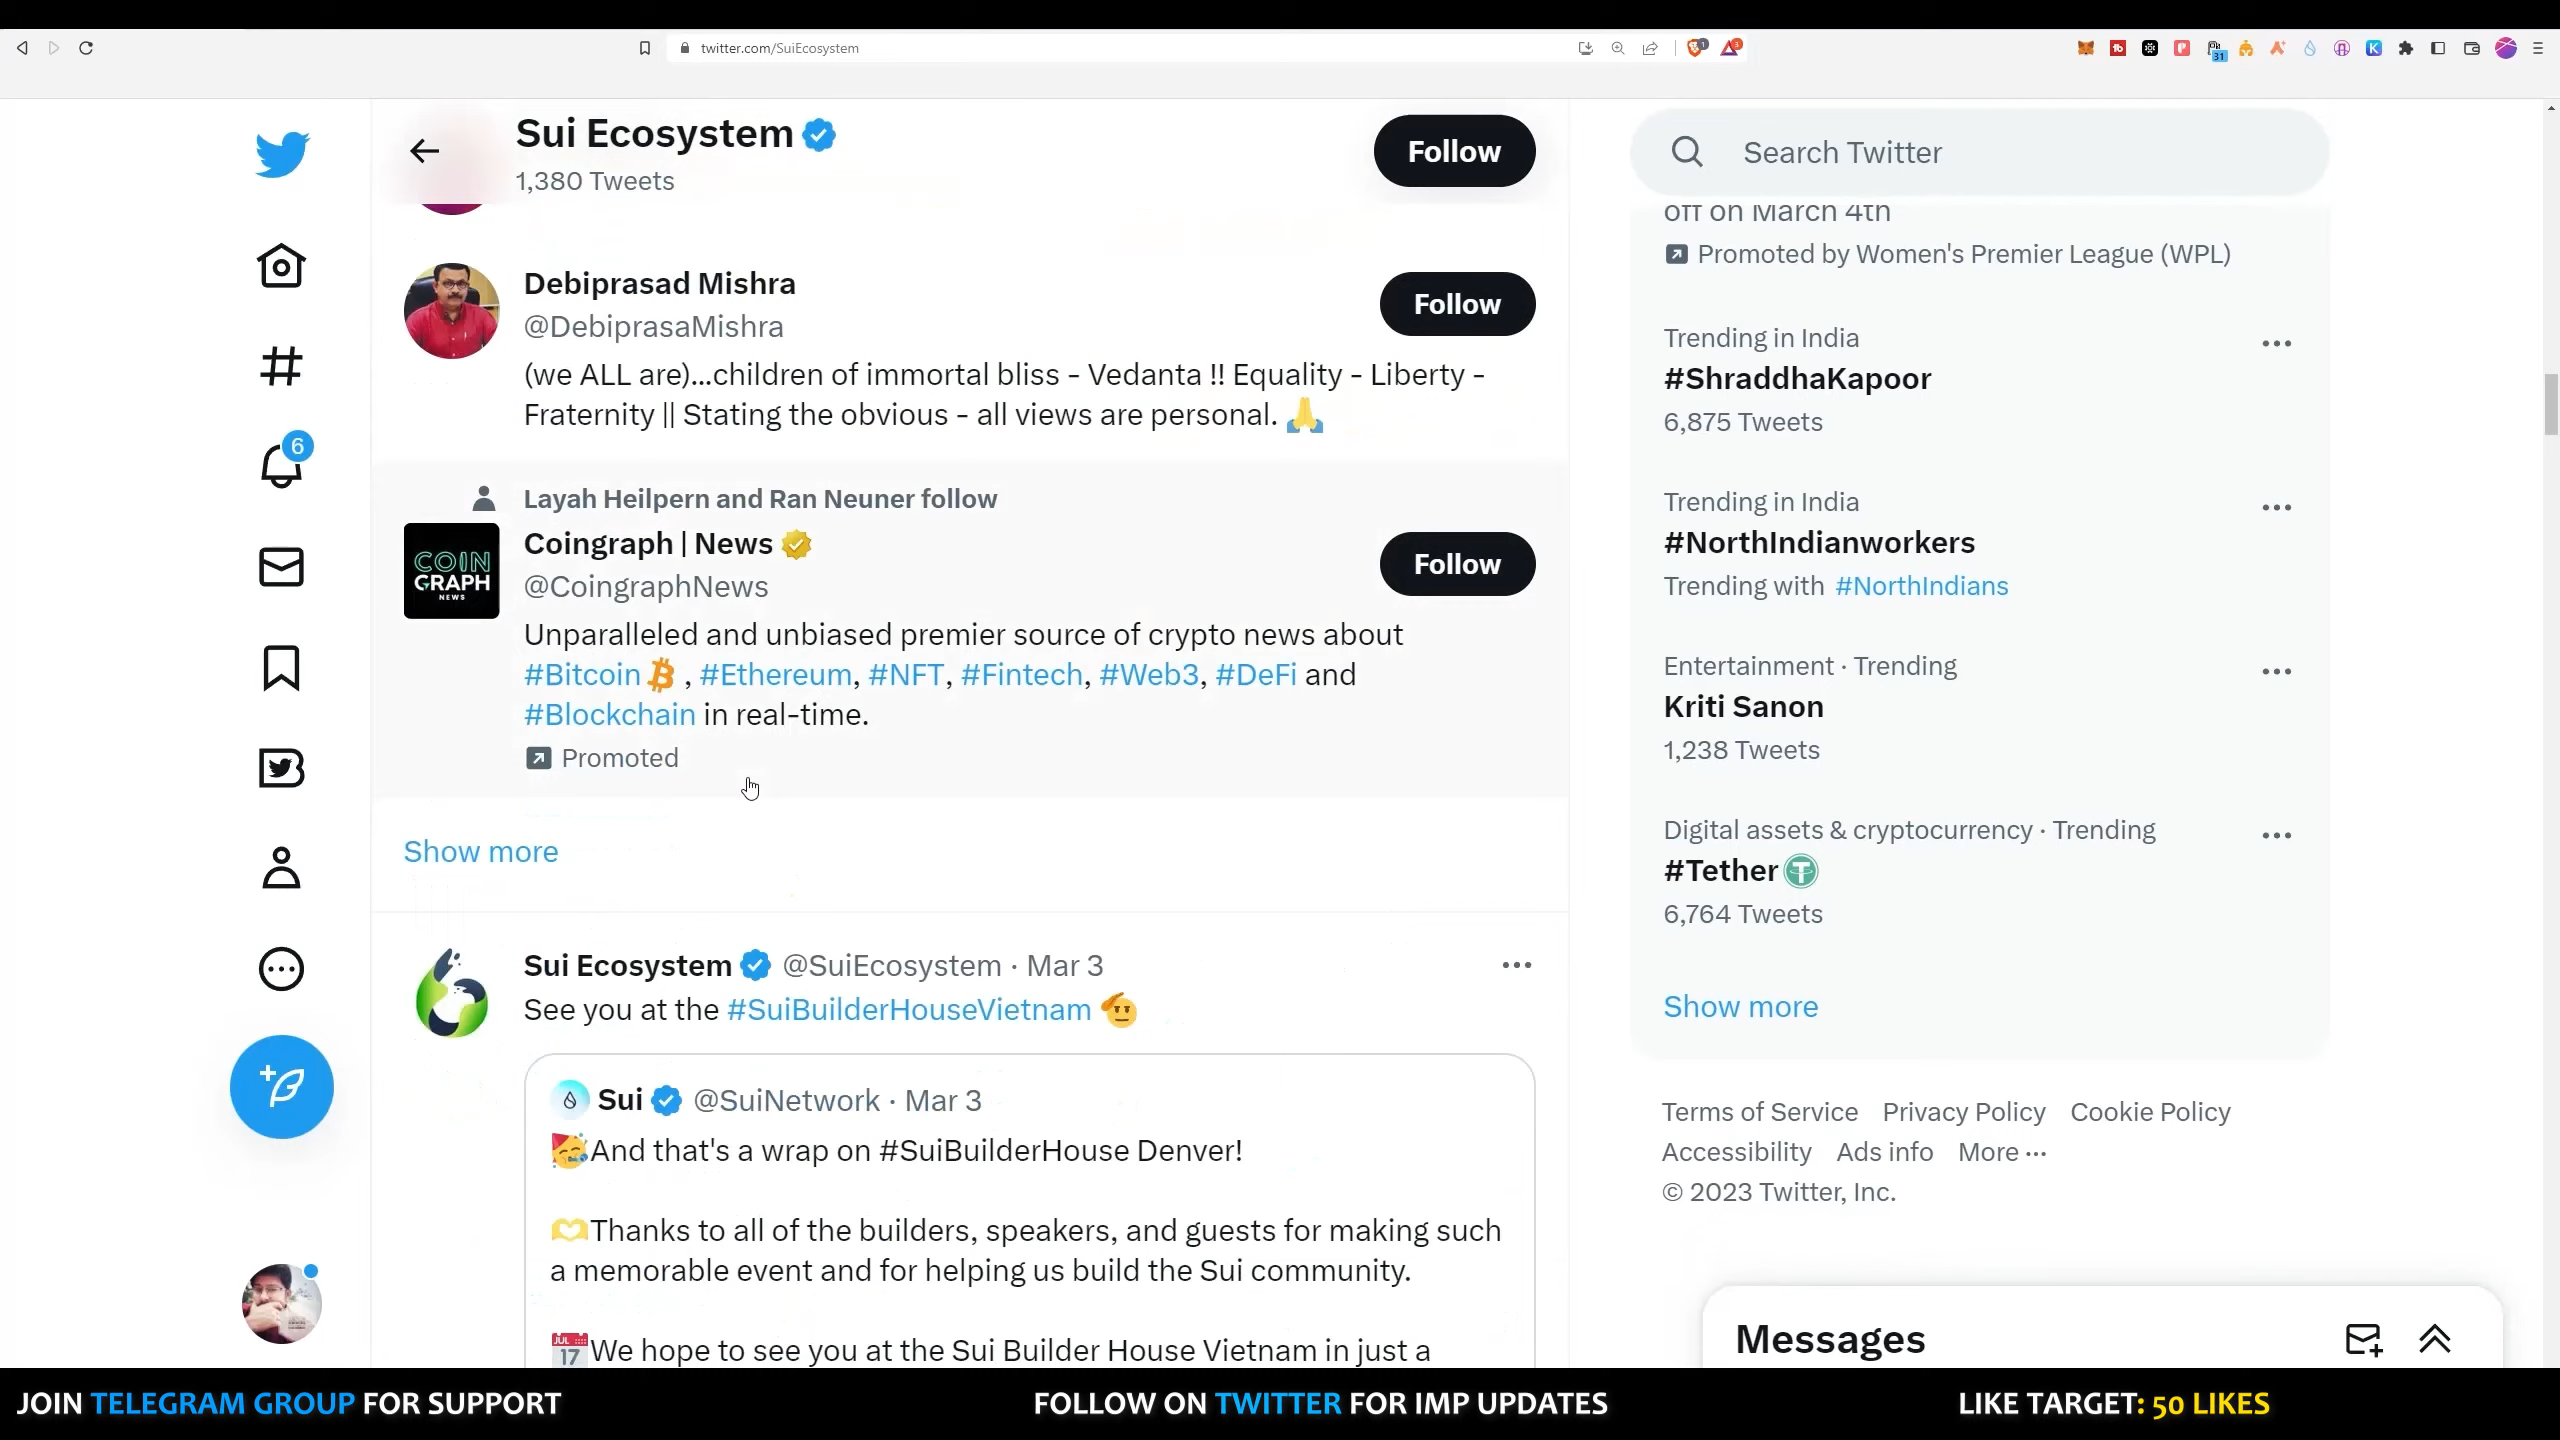 twitter.com/SuiEcosystem
Sui Ecosystem
1,380 Tweets
Follow
Search Twitter
off on March 4th
Promoted by Women's Premier League (WPL)
Debiprasad Mishra
@DebiprasaMishra
Follow
(we ALL are)...children of immortal bliss - Vedanta !! Equality - Liberty -
Fraternity || Stating the obvious - all views are personal. 🙏
Layah Heilpern and Ran Neuner follow
COIN
GRAPH
NEWS
Coingraph | News
@CoingraphNews
Follow
Unparalleled and unbiased premier source of crypto news about
#Bitcoin , #Ethereum, #NFT, #Fintech, #Web3, #DeFi and
#Blockchain in real-time.
Promoted
Show more
Sui Ecosystem @SuiEcosystem · Mar 3
See you at the #SuiBuilderHouseVietnam 🫡
Sui @SuiNetwork · Mar 3
🥳And that's a wrap on #SuiBuilderHouse Denver!
🫶Thanks to all of the builders, speakers, and guests for making such
a memorable event and for helping us build the Sui community.
📅We hope to see you at the Sui Builder House Vietnam in just a
Trending in India
#ShraddhaKapoor
6,875 Tweets
Trending in India
#NorthIndianworkers
Trending with #NorthIndians
Entertainment · Trending
Kriti Sanon
1,238 Tweets
Digital assets & cryptocurrency · Trending
#Tether
6,764 Tweets
Show more
Terms of Service Privacy Policy Cookie Policy
Accessibility Ads info More ···
© 2023 Twitter, Inc.
Messages
6
31
JOIN TELEGRAM GROUP FOR SUPPORT
FOLLOW ON TWITTER FOR IMP UPDATES
LIKE TARGET: 50 LIKES